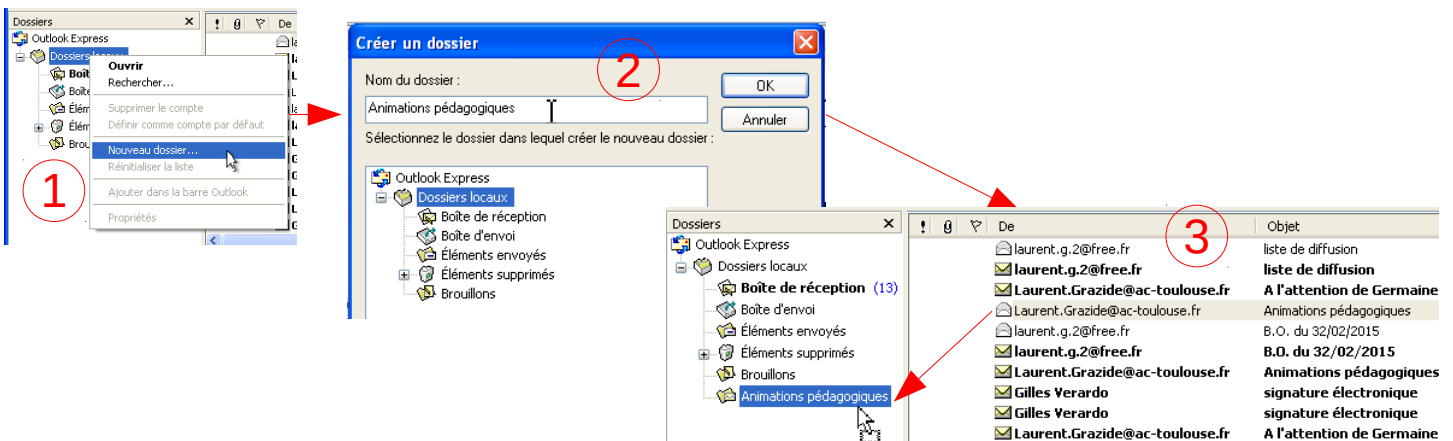 Dossiers × ! De
Outlook Express
Dossiers locaux
Ouvrir
Rechercher...
Supprimer le compte
Définir comme compte par défaut
Nouveau dossier...
Réinitialiser la liste
Ajouter dans la barre Outlook
Propriétés
1
Créer un dossier
2
Nom du dossier :
OK
Animations pédagogiques
Annuler
Sélectionnez le dossier dans lequel créer le nouveau dossier :
Outlook Express
Dossiers locaux
Boîte de réception
Boîte d'envoi
Éléments envoyés
Éléments supprimés
Brouillons
Dossiers ×
Outlook Express
Dossiers locaux
Boîte de réception (13)
Boîte d'envoi
Éléments envoyés
Éléments supprimés
Brouillons
Animations pédagogiques
3
! De Objet
laurent.g.2@free.fr liste de diffusion
laurent.g.2@free.fr liste de diffusion
Laurent.Grazide@ac-toulouse.fr A l'attention de Germaine
Laurent.Grazide@ac-toulouse.fr Animations pédagogiques
laurent.g.2@free.fr B.O. du 32/02/2015
laurent.g.2@free.fr B.O. du 32/02/2015
Laurent.Grazide@ac-toulouse.fr Animations pédagogiques
Gilles Verardo signature électronique
Gilles Verardo signature électronique
Laurent.Grazide@ac-toulouse.fr A l'attention de Germaine